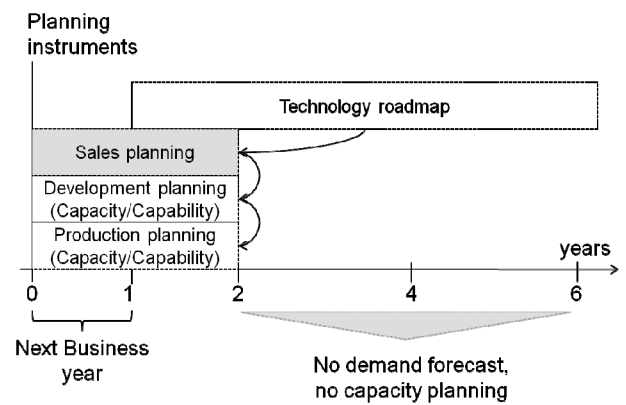 Planning
instruments
Technology roadmap
Sales planning
Development planning
(Capacity/Capability)
Production planning
(Capacity/Capability)
years
0 1 2 4 6
Next Business
year
No demand forecast,
no capacity planning